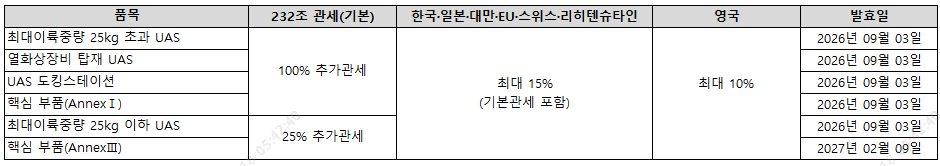 품목 232조 관세(기본) 한국·일본·대만·EU·스위스·리히텐슈타인 영국 발효일
최대이륙중량 25kg 초과 UAS 2026년 09월 03일
열화상장비 탑재 UAS 2026년 09월 03일
100% 추가관세
UAS 도킹스테이션 최대 15% 최대 10% 2026년 09월 03일
핵심 부품(AnnexⅠ) (기본관세 포함) 2026년 09월 03일
최대이륙중량 25kg 이하 UAS 2026년 09월 03일
25% 추가관세
핵심 부품(AnnexⅢ) 2027년 02월 09일